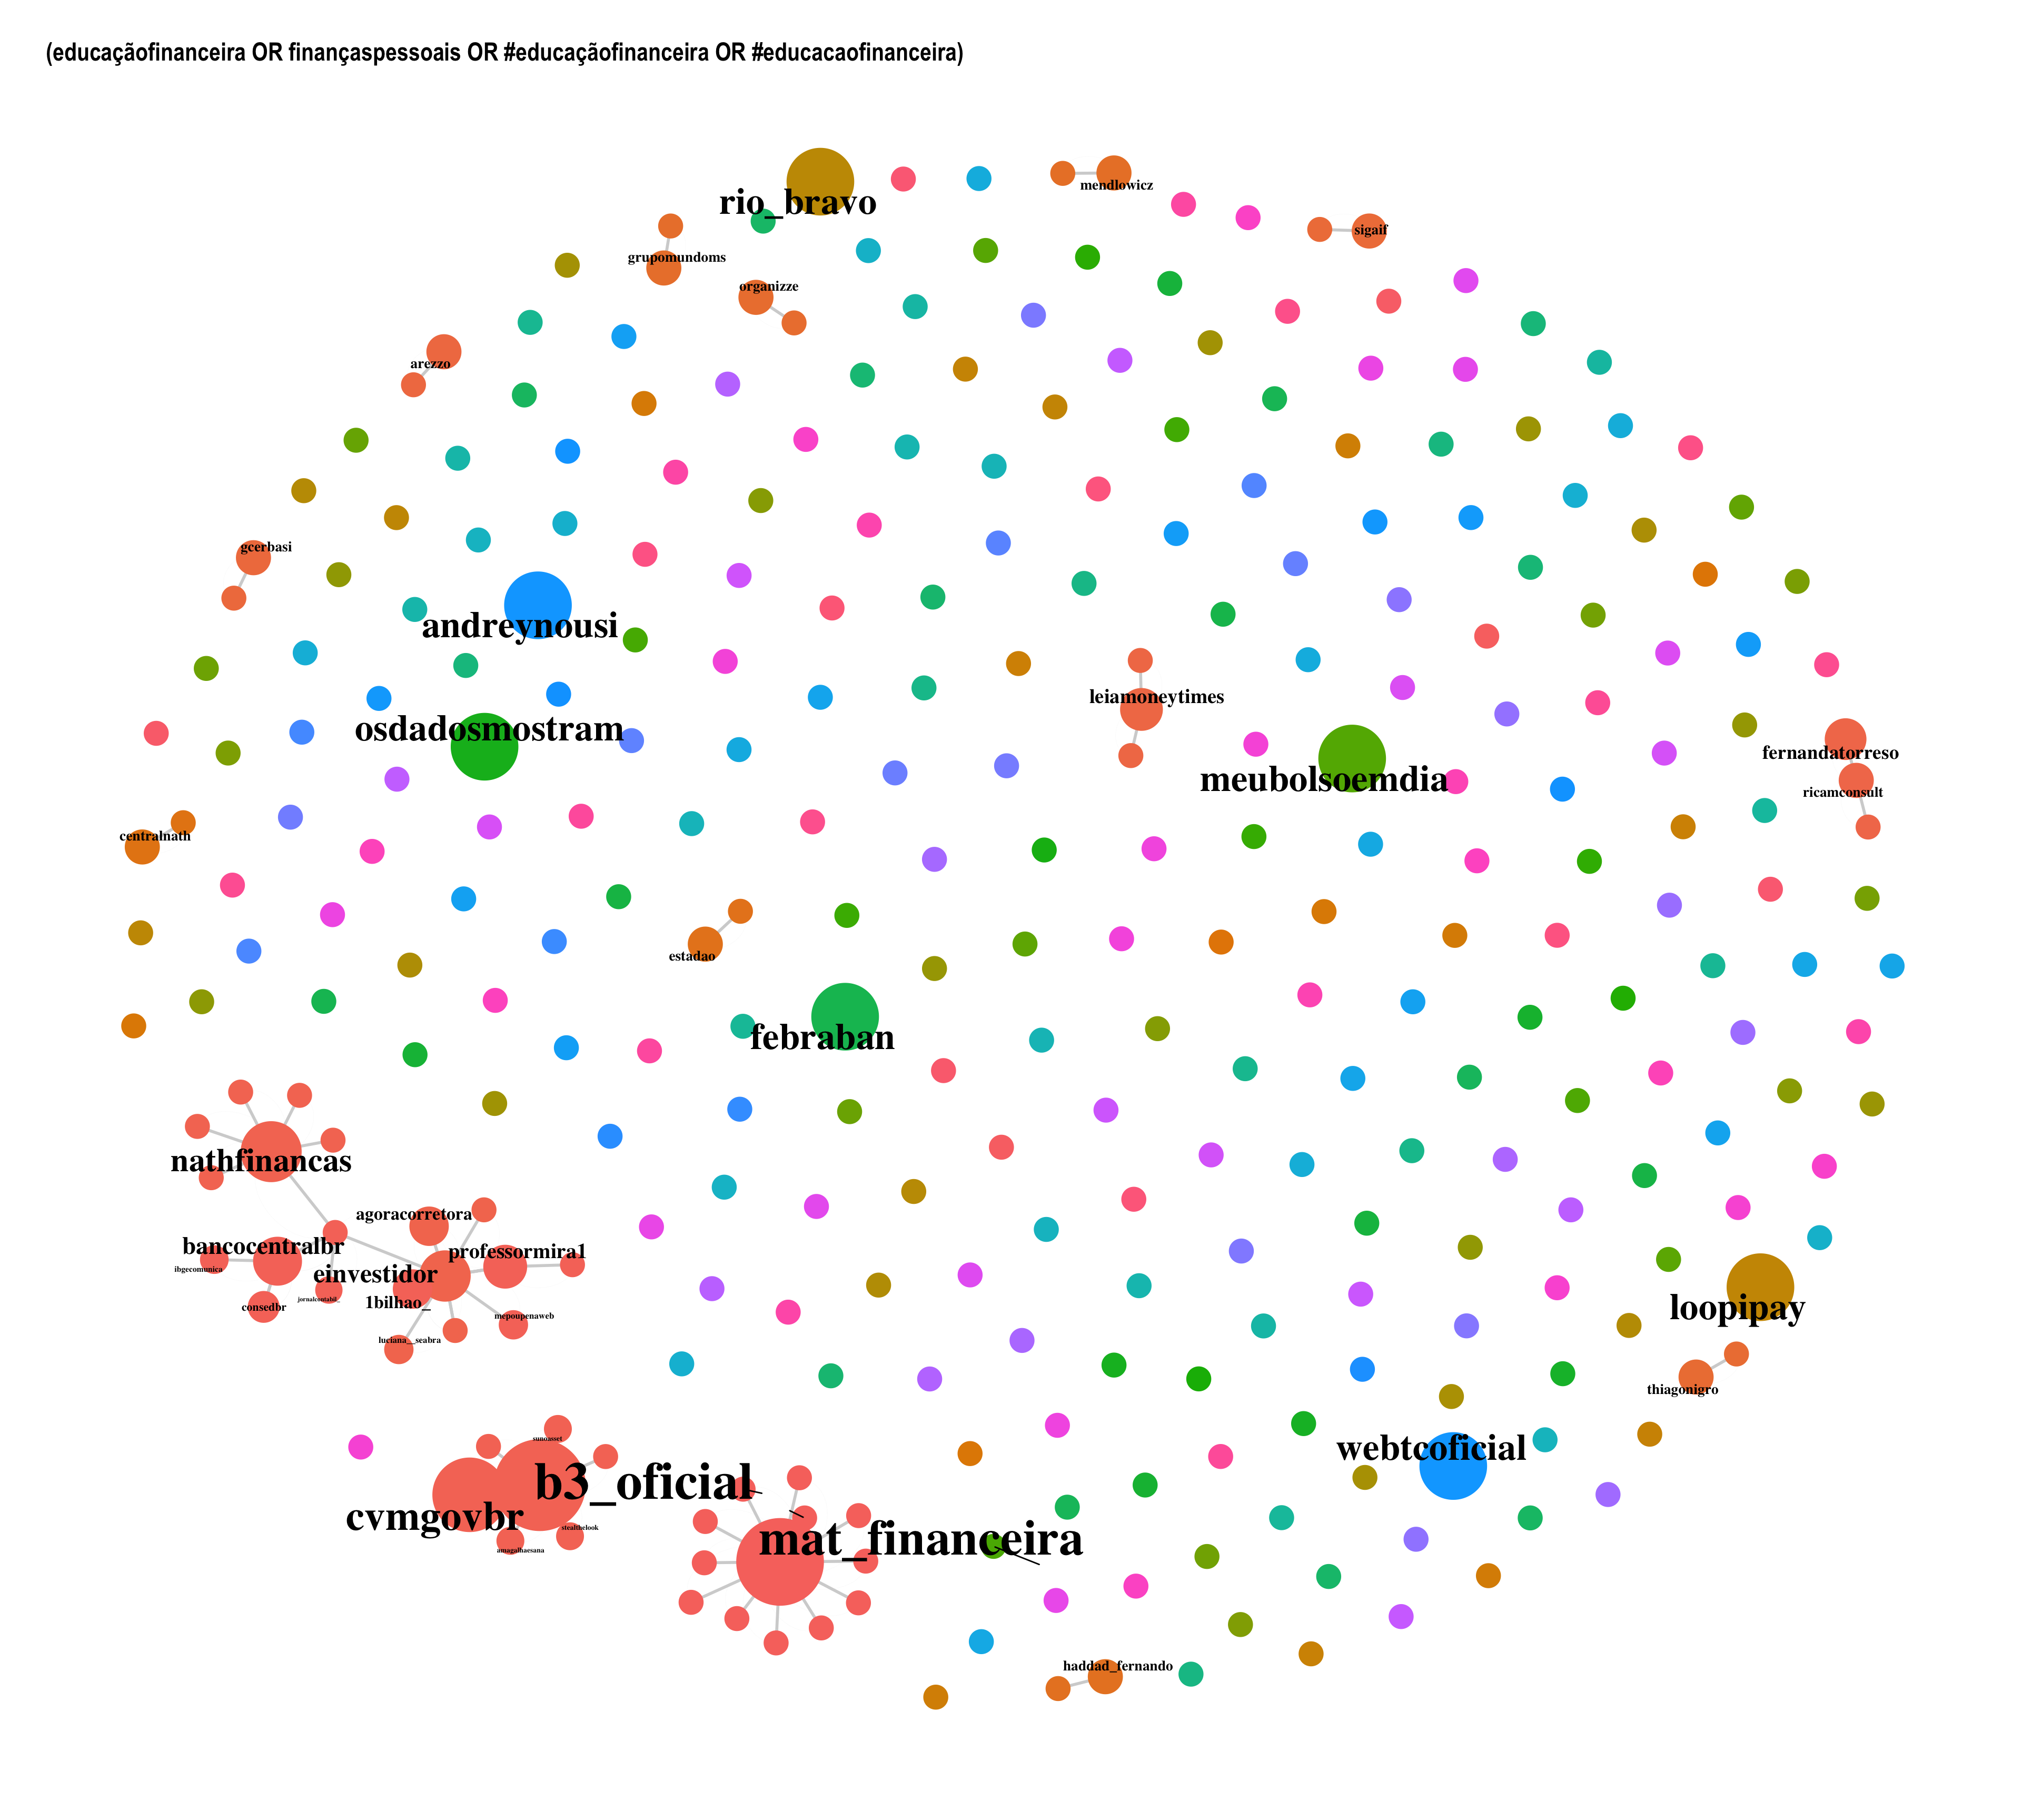 (educaçãofinanceira OR finançaspessoais OR #educaçãofinanceira OR #educacaofinanceira)
mendlowicz
rio_bravo
sigaif
grupomundoms
organizze
arezzo
gcerbasi
andreynousi
leiamoneytimes
osdadosmostram
fernandatorreso
meubolsoemdia
ricamconsult
centralnath
estadao
febraban
nathfinancas
agoracorretora
bancocentralbr
professormira1
ibgecomunica
einvestidor
jornalcontabil_
1bilhao_
consedbr
loopipay
mepoupenaweb
luciana__seabra
thiagonigro
sunoasset
webtcoficial
b3_oficial
cvmgovbr
stealthelook
mat_financeira
amagalhaesana
haddad_fernando